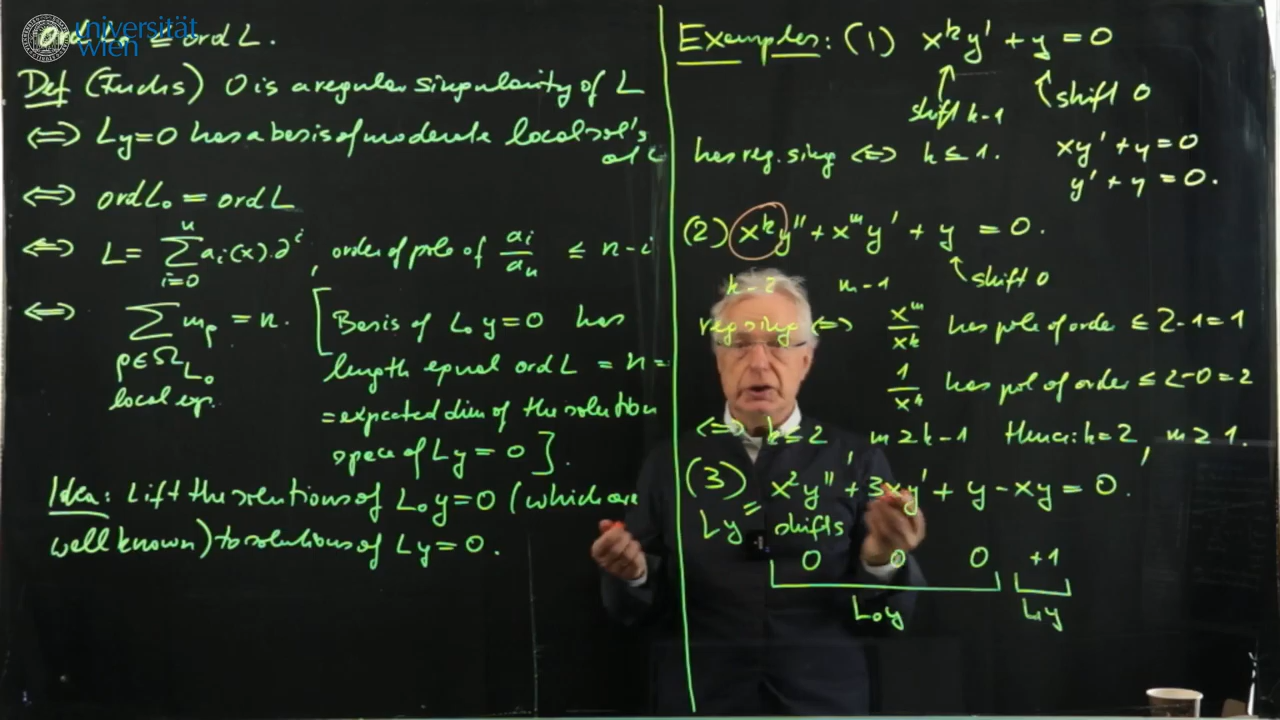 universität
wien
ord L₀ ≤ ord L.
Def (Fuchs) 0 is a regular singularity of L
⟺ Ly=0 has a basis of moderate local sol's
at 0
⟺ ord L₀ = ord L
⟺ L = ∑_{i=0}^{n} a_i(x)·∂^i, order of pole of a_i/a_n ≤ n-i
⟺ ∑_{ρ∈Ω_{L₀}} m_ρ = n. [Basis of L₀y=0 has
local exp. length equal ord L = n =
=expected dim of the solution
space of Ly=0].
Idea: Lift the solutions of L₀y=0 (which are
well known) to solutions of Ly=0.
Examples: (1) x^k y' + y = 0
shift k-1 shift 0
has reg. sing ⟺ k ≤ 1. xy' + y = 0
y' + y = 0.
(2) x^k y'' + x^m y' + y = 0.
k-2 m-1 shift 0
reg sing ⟺ x^m/x^k has pole of order ≤ 2-1=1
1/x^k has pol of order ≤ 2-0=2
⟺ k≤2, m≥k-1 Hence: k=2, m≥1.
(3) x²y'' + 3xy' + y - xy = 0.
Ly = shifts
0 0 0 +1
L₀y L₁y